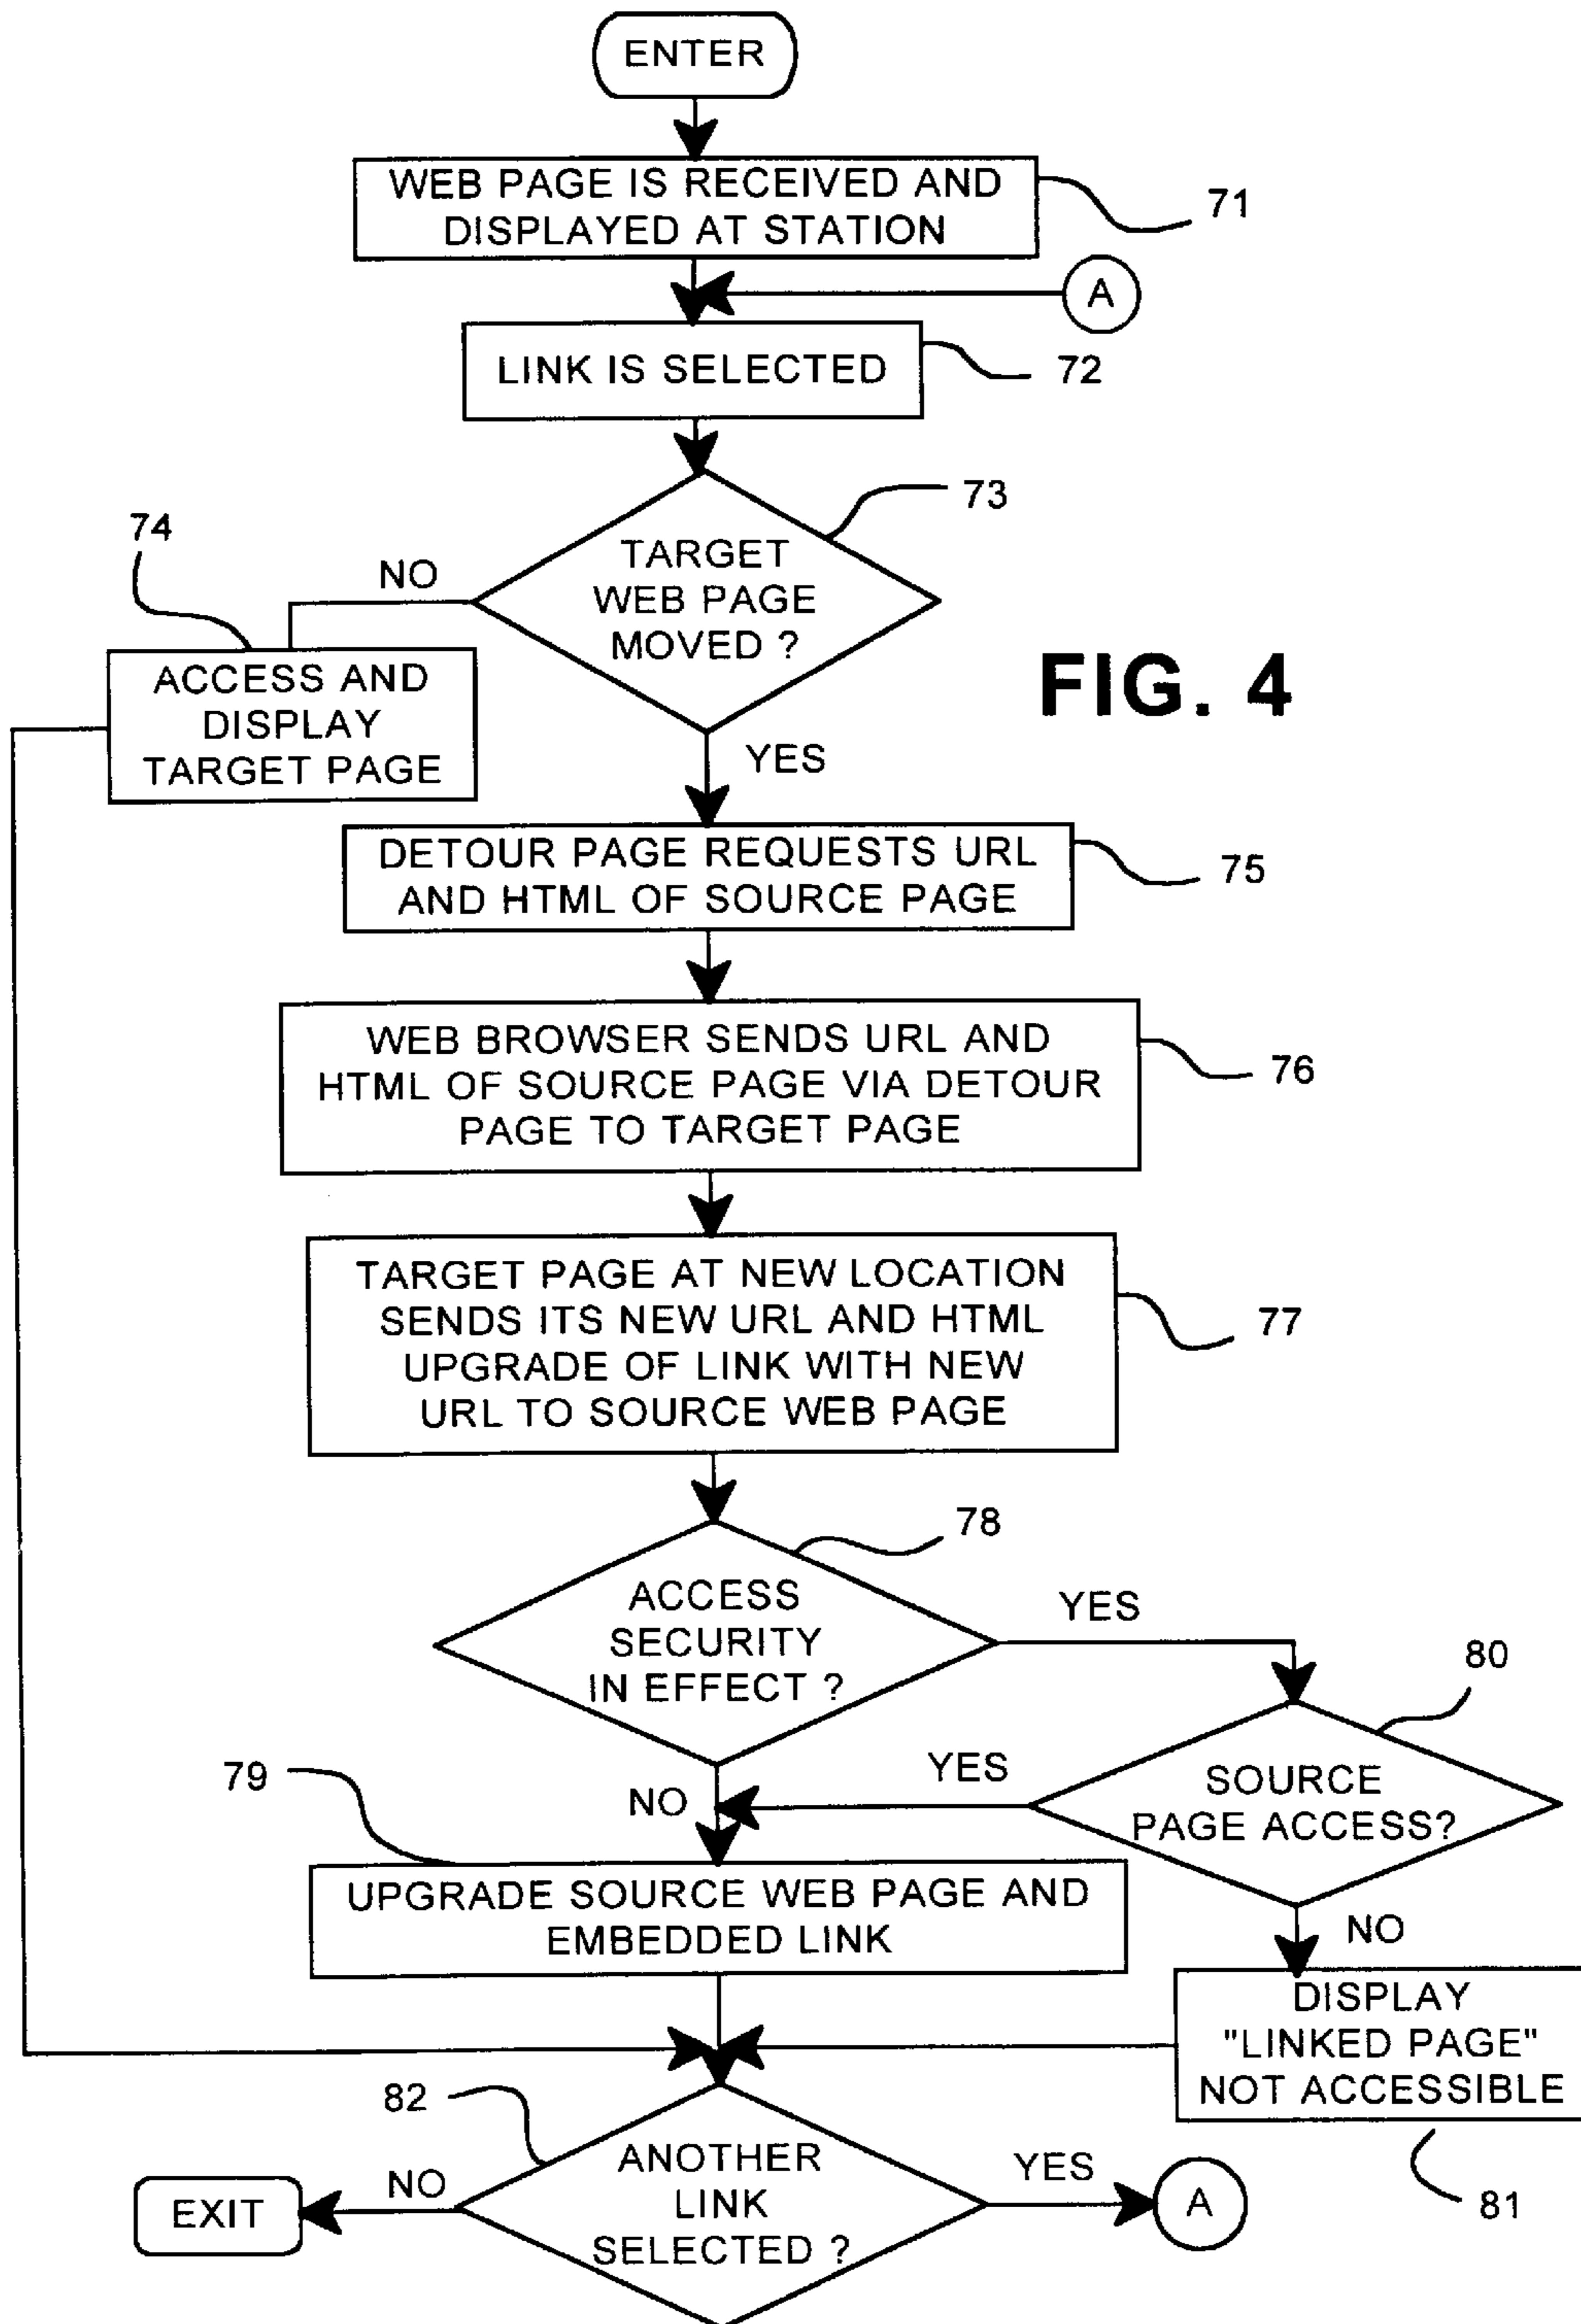 ENTER
WEB PAGE IS RECEIVED AND
DISPLAYED AT STATION
71
A
LINK IS SELECTED
72
73
TARGET
WEB PAGE
MOVED ?
NO
74
ACCESS AND
DISPLAY
TARGET PAGE
FIG. 4
YES
DETOUR PAGE REQUESTS URL
AND HTML OF SOURCE PAGE
75
WEB BROWSER SENDS URL AND
HTML OF SOURCE PAGE VIA DETOUR
PAGE TO TARGET PAGE
76
TARGET PAGE AT NEW LOCATION
SENDS ITS NEW URL AND HTML
UPGRADE OF LINK WITH NEW
URL TO SOURCE WEB PAGE
77
78
ACCESS
SECURITY
IN EFFECT ?
YES
80
SOURCE
PAGE ACCESS?
YES
NO
79
UPGRADE SOURCE WEB PAGE AND
EMBEDDED LINK
NO
DISPLAY
"LINKED PAGE"
NOT ACCESSIBLE
81
82
ANOTHER
LINK
SELECTED ?
NO
EXIT
YES
A